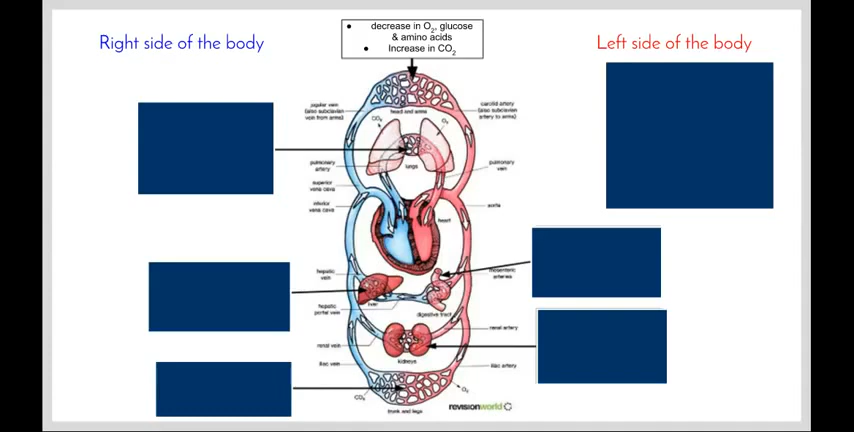 • decrease in O2, glucose
& amino acids
• Increase in CO2
Right side of the body
Left side of the body
jugular vein
(also subclavian
vein from arms)
head and arms
carotid artery
(also subclavian
artery to arms)
CO2
O2
pulmonary
artery
lungs
pulmonary
vein
superior
vena cava
inferior
vena cava
aorta
heart
hepatic
vein
mesenteric
arteries
liver
hepatic
portal vein
digestive tract
renal artery
renal vein
kidneys
iliac vein
iliac artery
CO2
O2
trunk and legs
revisionworld